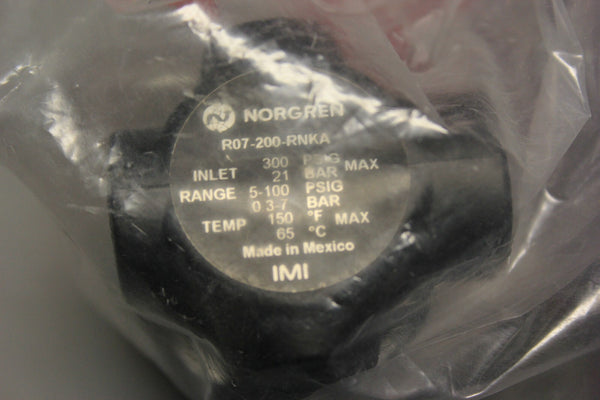 NORGREN
R07-200-RNKA
INLET 300 PSIG MAX
21 BAR
RANGE 5-100 PSIG
0 3-7 BAR
TEMP 150 °F MAX
65 °C
Made in Mexico
IMI